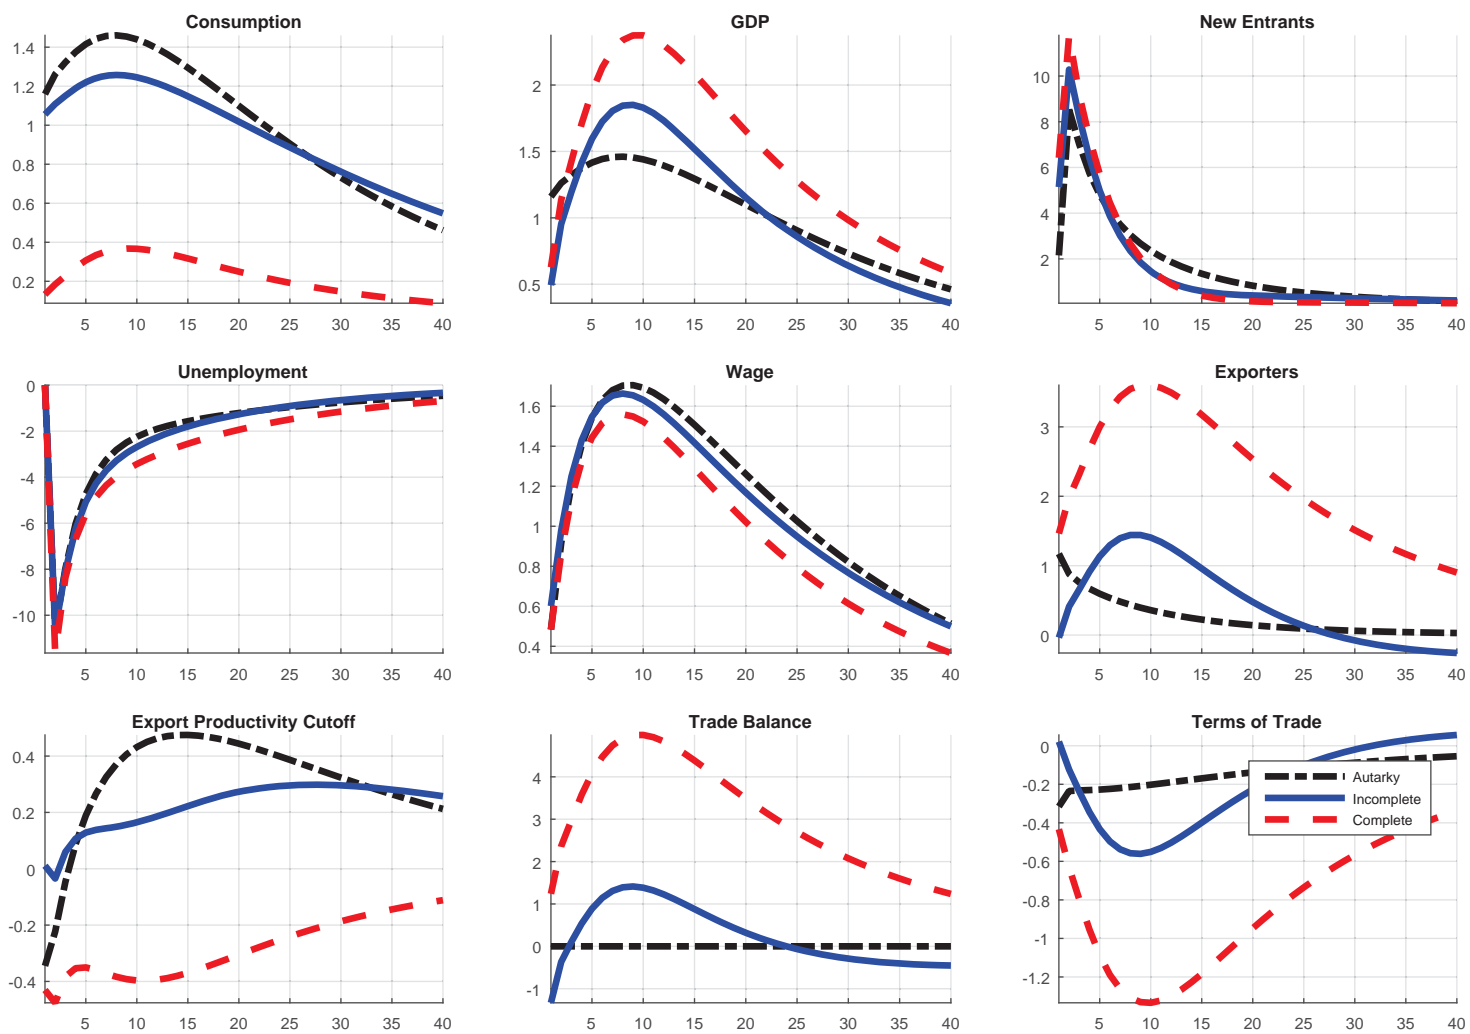 Consumption
1.4
1.2
1
0.8
0.6
0.4
0.2
5 10 15 20 25 30 35 40
GDP
2
1.5
1
0.5
5 10 15 20 25 30 35 40
New Entrants
10
8
6
4
2
5 10 15 20 25 30 35 40
Unemployment
0
-2
-4
-6
-8
-10
5 10 15 20 25 30 35 40
Wage
1.6
1.4
1.2
1
0.8
0.6
0.4
5 10 15 20 25 30 35 40
Exporters
3
2
1
0
5 10 15 20 25 30 35 40
Export Productivity Cutoff
0.4
0.2
0
-0.2
-0.4
5 10 15 20 25 30 35 40
Trade Balance
4
3
2
1
0
-1
5 10 15 20 25 30 35 40
Terms of Trade
0
-0.2
-0.4
-0.6
-0.8
-1
-1.2
Autarky
Incomplete
Complete
5 10 15 20 25 30 35 40